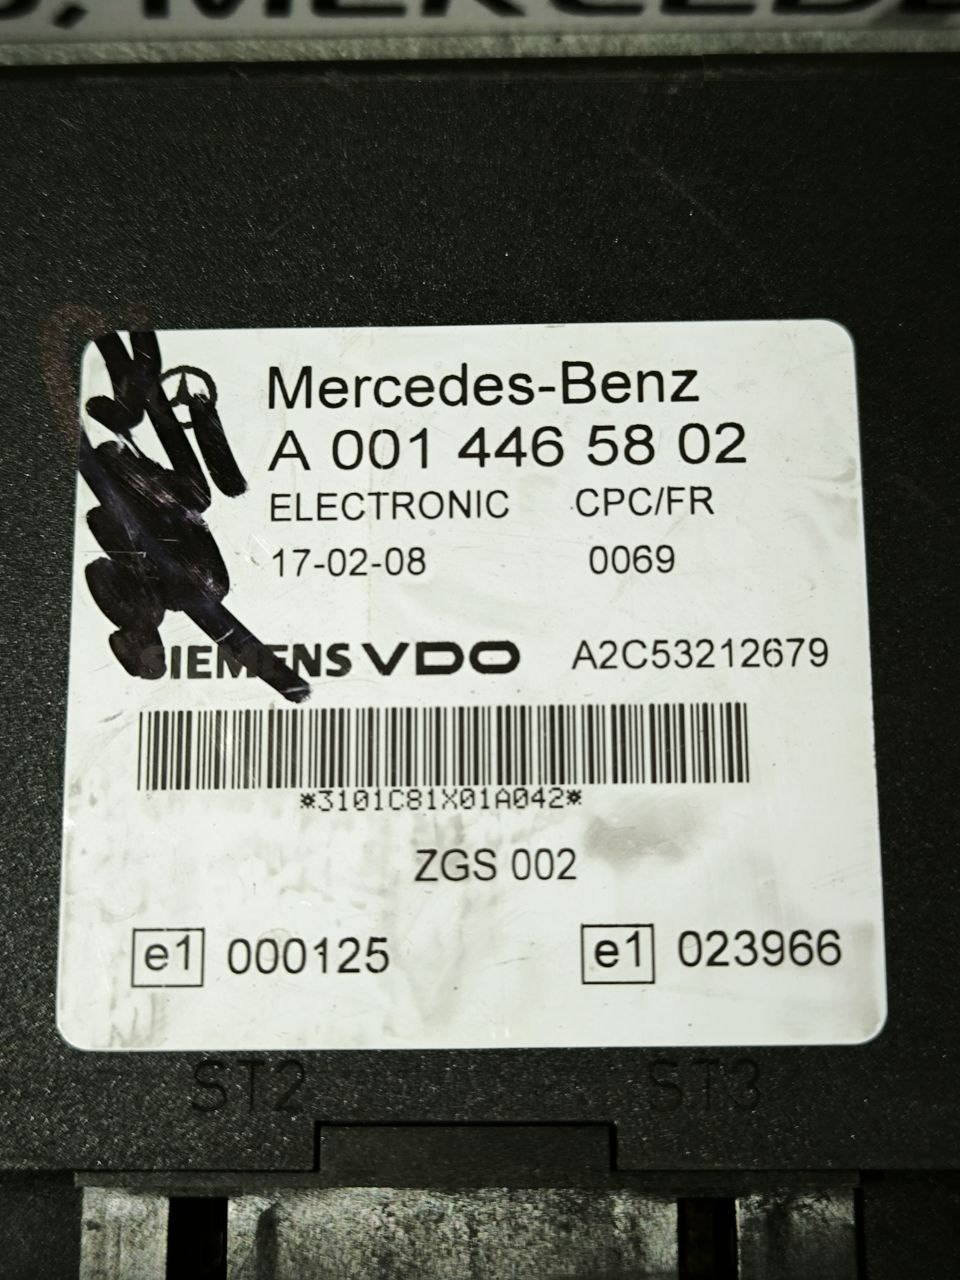 MERCEDE
Mercedes-Benz
A 001 446 58 02
ELECTRONIC CPC/FR
17-02-08 0069
SIEMENS VDO A2C53212679
*3101C81X01A042*
ZGS 002
e1 000125 e1 023966
ST2 ST3